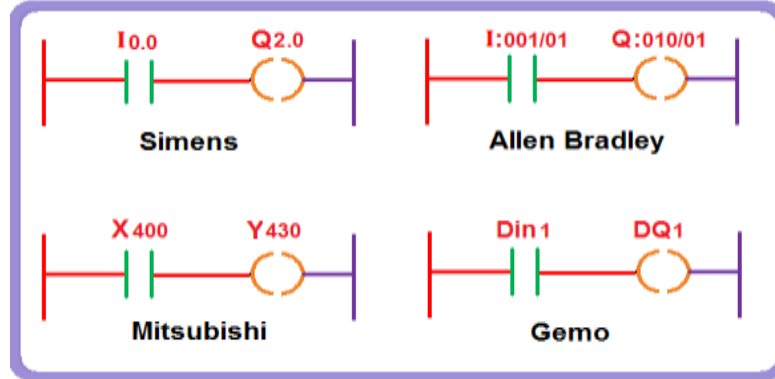 I0.0 Q2.0
Simens
I:001/01 Q:010/01
Allen Bradley
X400 Y430
Mitsubishi
Din1 DQ1
Gemo